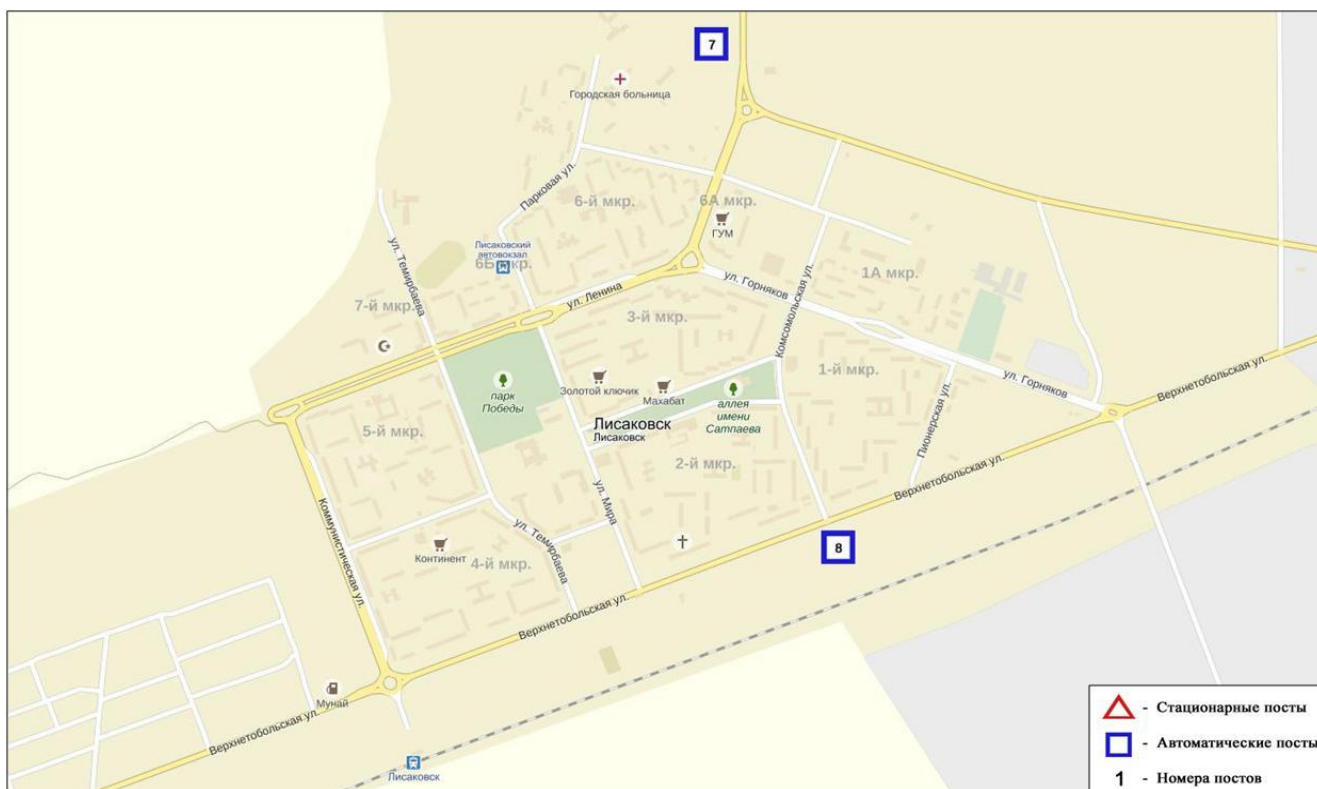 7
Городская больница
Парковая ул.
6-й мкр.
6А мкр.
ГУМ
ул. Темирбаева
Лисаковский
автовокзал
6Б мкр.
1А мкр.
ул. Горняков
Комсомольская ул.
7-й мкр.
ул. Ленина
3-й мкр.
1-й мкр.
ул. Горняков
Верхнетобольская ул.
парк
Победы
Золотой ключик
Махабат
аллея
имени
Сатпаева
Пионерская ул.
Лисаковск
Лисаковск
5-й мкр.
2-й мкр.
Верхнетобольская ул.
ул. Мира
Коммунистическая ул.
ул. Темирбаева
8
Континент
4-й мкр.
Верхнетобольская ул.
Мунай
Верхнетобольская ул.
Лисаковск
- Стационарные посты
- Автоматические посты
1 - Номера постов